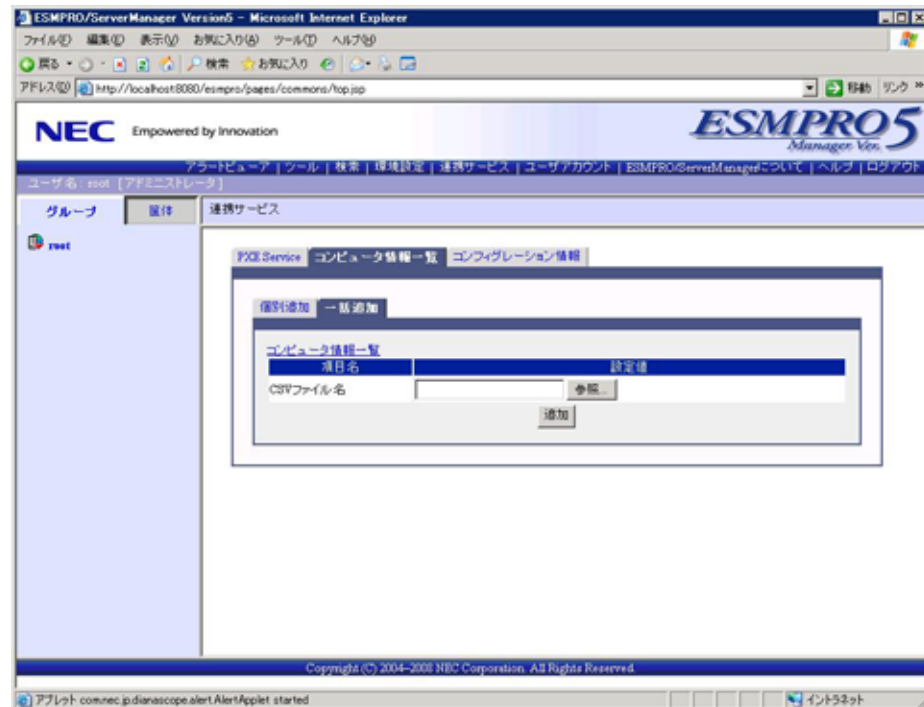 ESMPRO/ServerManager Version5 - Microsoft Internet Explorer
ファイル(F) 編集(E) 表示(V) お気に入り(A) ツール(T) ヘルプ(H)
戻る 検索 お気に入り
アドレス(D) http://localhost:8080/esmpro/pages/commons/top.jsp 移動 リンク »
NEC Empowered by Innovation
ESMPRO5
Manager Ver.
アラートビューア | ツール | 検索 | 環境設定 | 連携サービス | ユーザアカウント | ESMPRO/ServerManagerについて | ヘルプ | ログアウト
ユーザ名: root [アドミニストレータ]
グループ 筐体 連携サービス
root
PXE Service コンピュータ情報一覧 コンフィグレーション情報
個別追加 一括追加
コンピュータ情報一覧
項目名 設定値
CSVファイル名 参照...
追加
Copyright (C) 2004-2008 NEC Corporation. All Rights Reserved.
アプレット com.nec.jp.dianascope.alert.AlertApplet started イントラネット